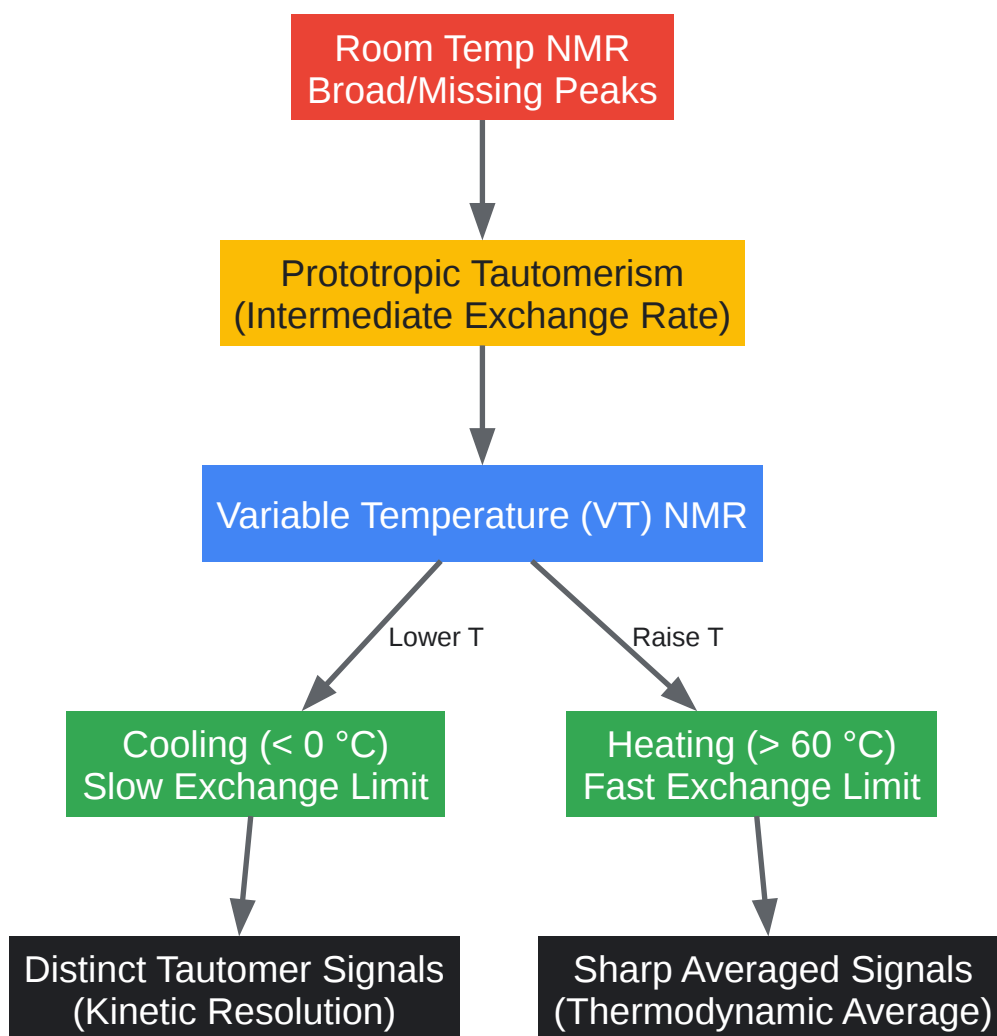 Room Temp NMR
Broad/Missing Peaks
Prototropic Tautomerism
(Intermediate Exchange Rate)
Variable Temperature (VT) NMR
Lower T
Raise T
Cooling (< 0 °C)
Slow Exchange Limit
Heating (> 60 °C)
Fast Exchange Limit
Distinct Tautomer Signals
(Kinetic Resolution)
Sharp Averaged Signals
(Thermodynamic Average)